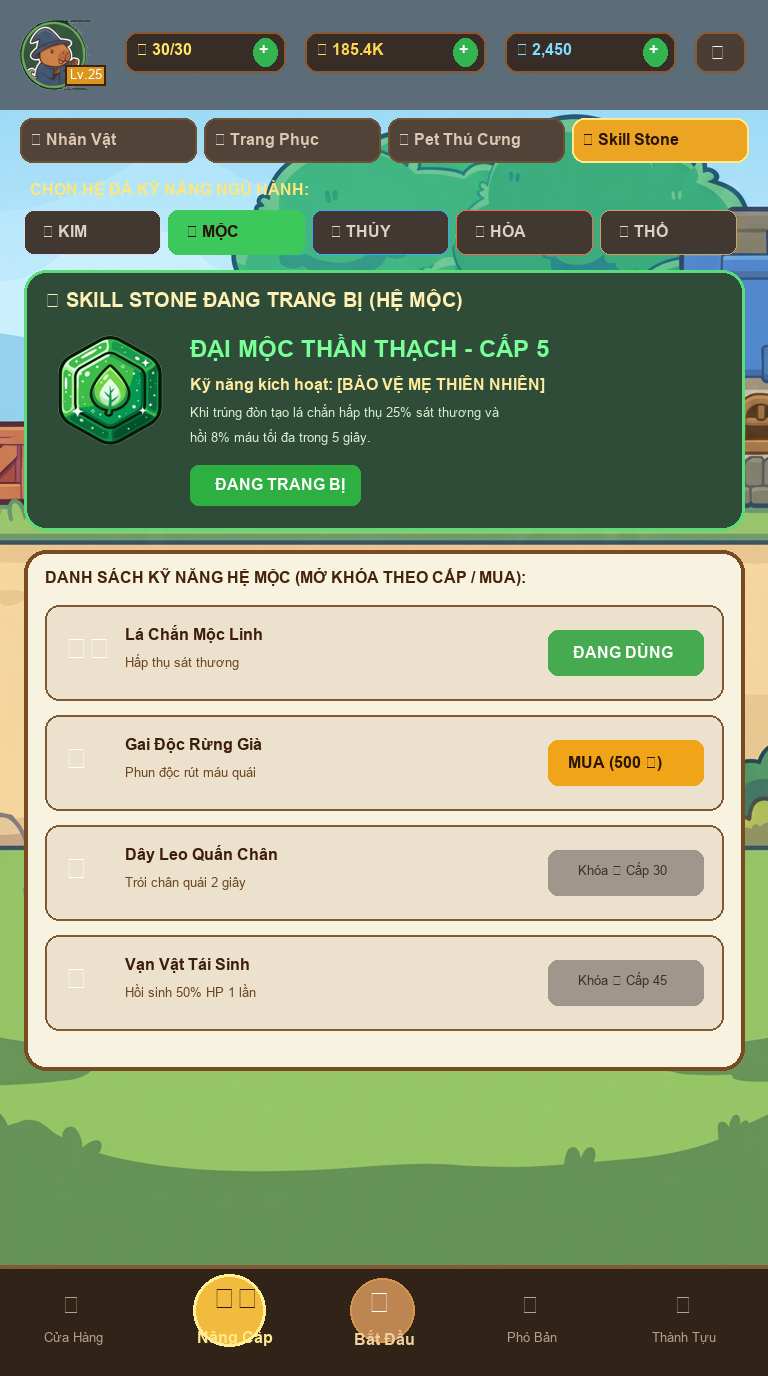 Lv.25
30/30 +
185.4K +
2,450 +
Nhân Vật
Trang Phục
Pet Thú Cưng
Skill Stone
CHỌN HỆ ĐÁ KỸ NĂNG NGŨ HÀNH:
KIM
MỘC
THỦY
HỎA
THỔ
SKILL STONE ĐANG TRANG BỊ (HỆ MỘC)
ĐẠI MỘC THẦN THẠCH - CẤP 5
Kỹ năng kích hoạt: [BẢO VỆ MẸ THIÊN NHIÊN]
Khi trúng đòn tạo lá chắn hấp thụ 25% sát thương và
hồi 8% máu tối đa trong 5 giây.
ĐANG TRANG BỊ
DANH SÁCH KỸ NĂNG HỆ MỘC (MỞ KHÓA THEO CẤP / MUA):
Lá Chắn Mộc Linh
Hấp thụ sát thương
ĐANG DÙNG
Gai Độc Rừng Già
Phun độc rút máu quái
MUA (500 )
Dây Leo Quấn Chân
Trói chân quái 2 giây
Khóa Cấp 30
Vạn Vật Tái Sinh
Hồi sinh 50% HP 1 lần
Khóa Cấp 45
Cửa Hàng
Nâng Cấp
Bắt Đầu
Phó Bản
Thành Tựu